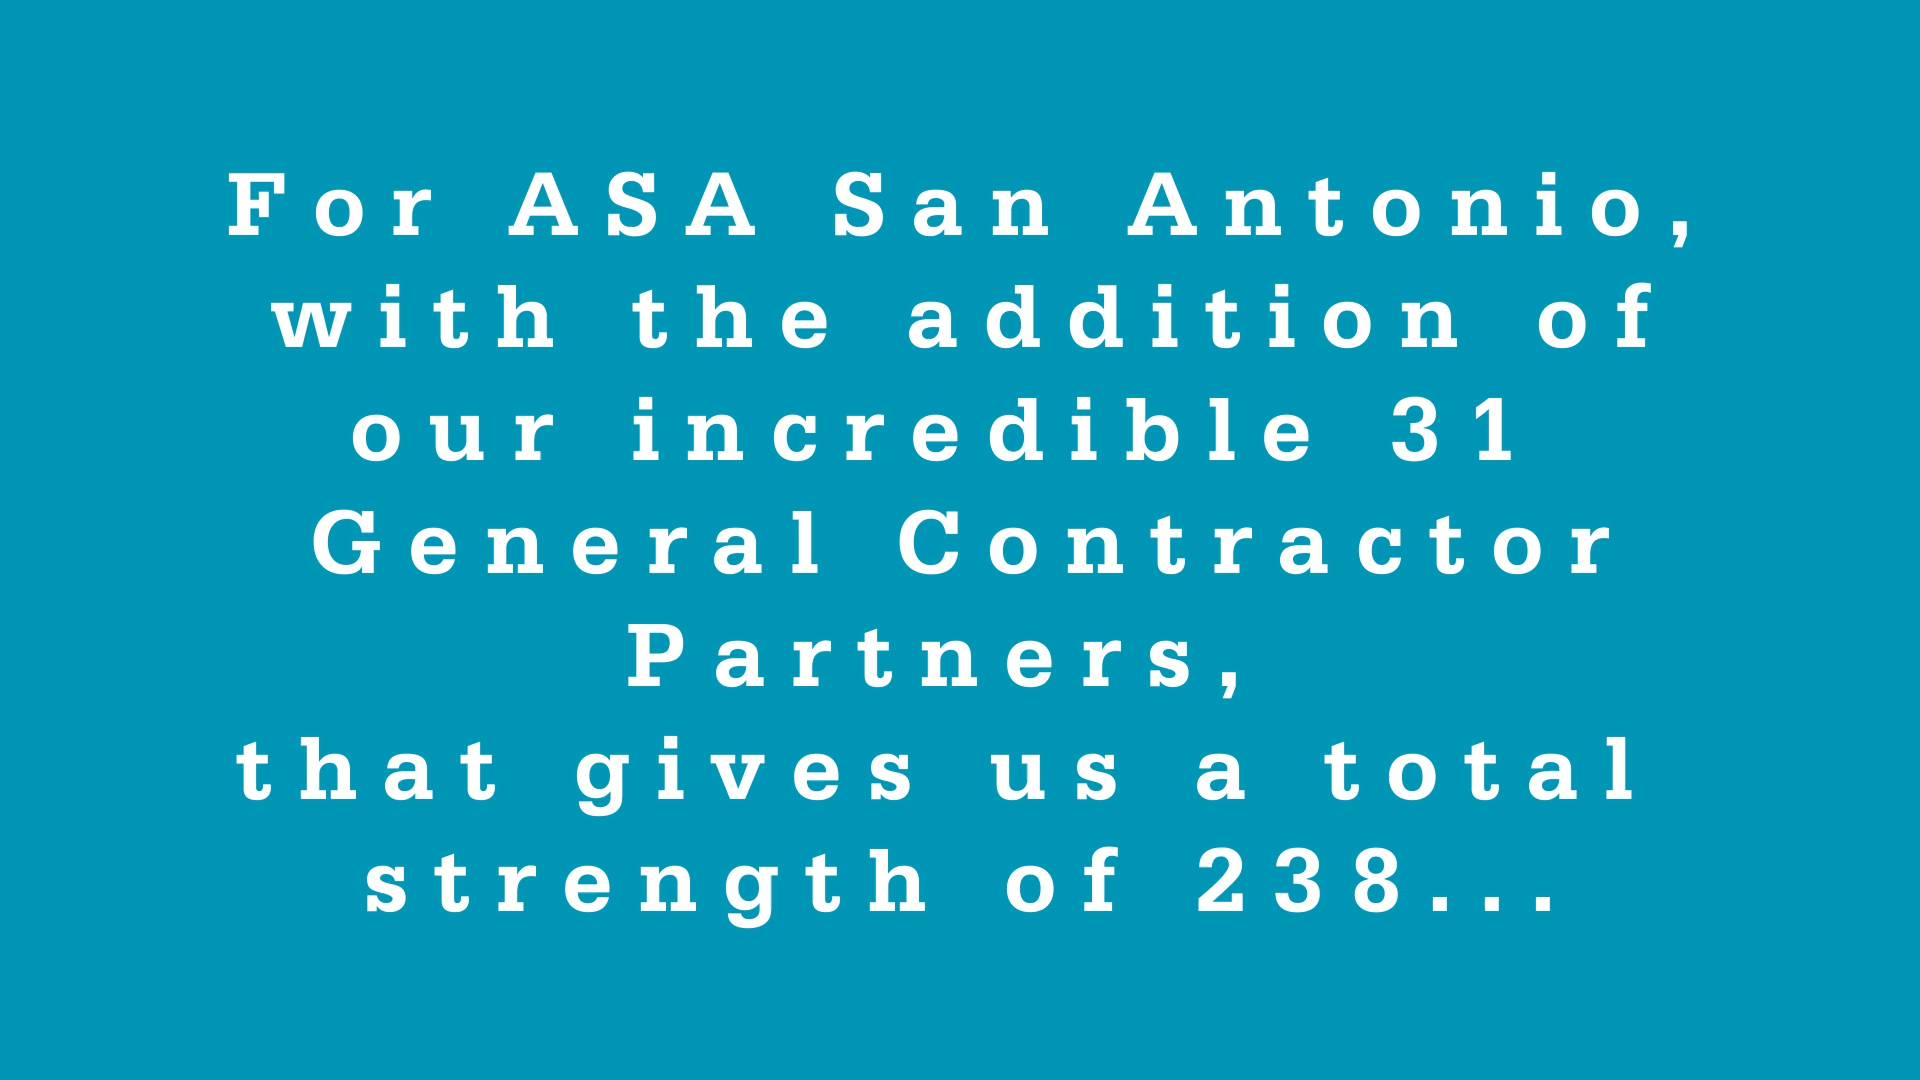 For ASA San Antonio,
with the addition of
our incredible 31
General Contractor
Partners,
that gives us a total
strength of 238...